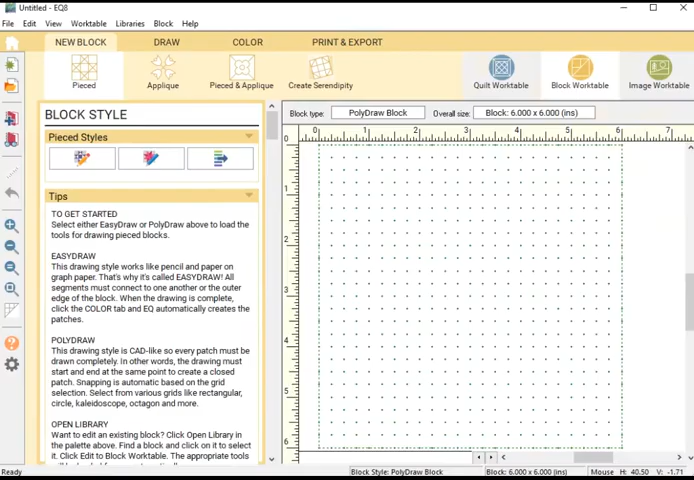 Untitled - EQ8
File Edit View Worktable Libraries Block Help
NEW BLOCK DRAW COLOR PRINT & EXPORT
Pieced Applique Pieced & Applique Create Serendipity Quilt Worktable Block Worktable Image Worktable
BLOCK STYLE
Block type: PolyDraw Block Overall size: Block: 6.000 x 6.000 (ins)
Pieced Styles
0 0 1 2 3 4 5 6 7
1
2
3
4
5
6
Tips
TO GET STARTED
Select either EasyDraw or PolyDraw above to load the
tools for drawing pieced blocks.
EASYDRAW
This drawing style works like pencil and paper on
graph paper. That's why it's called EASYDRAW! All
segments must connect to one another or the outer
edge of the block. When the drawing is complete,
click the COLOR tab and EQ automatically creates the
patches.
POLYDRAW
This drawing style is CAD-like so every patch must be
drawn completely. In other words, the drawing must
start and end at the same point to create a closed
patch. Snapping is automatic based on the grid
selection. Select from various grids like rectangular,
circle, kaleidoscope, octagon and more.
OPEN LIBRARY
Want to edit an existing block? Click Open Library in
the palette above. Find a block and click on it to select
it. Click Edit to Block Worktable. The appropriate tools
Ready Block Style: PolyDraw Block Block: 6.000 x 6.000 (ins) Mouse H: 40.50 V: -1.71